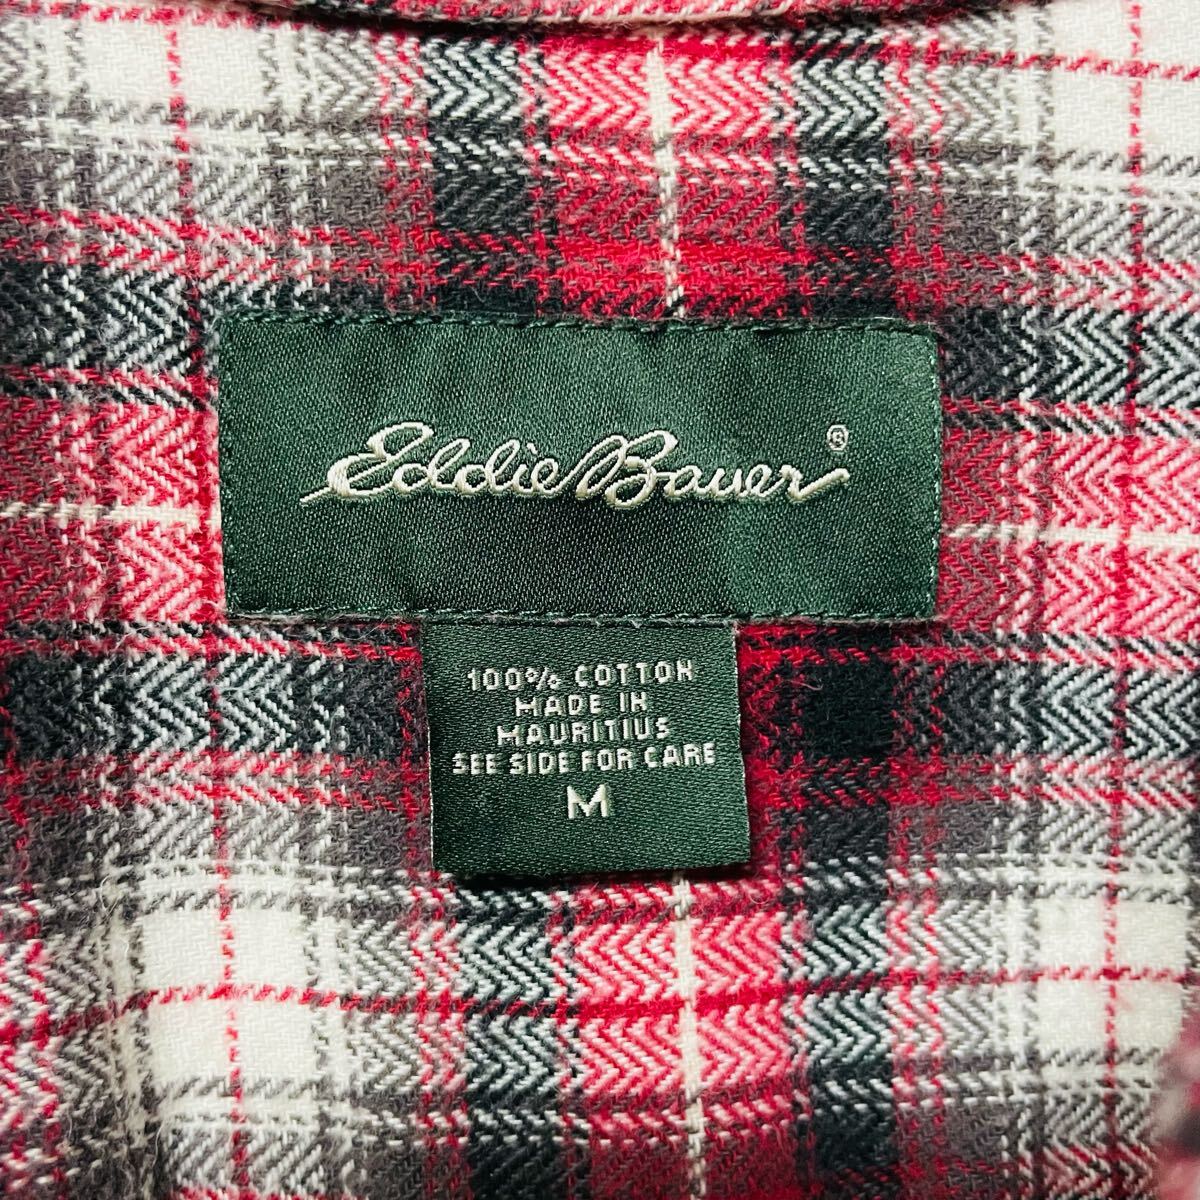 Eddie Bauer®
100% COTTON
MADE IN
MAURITIUS
SEE SIDE FOR CARE
M